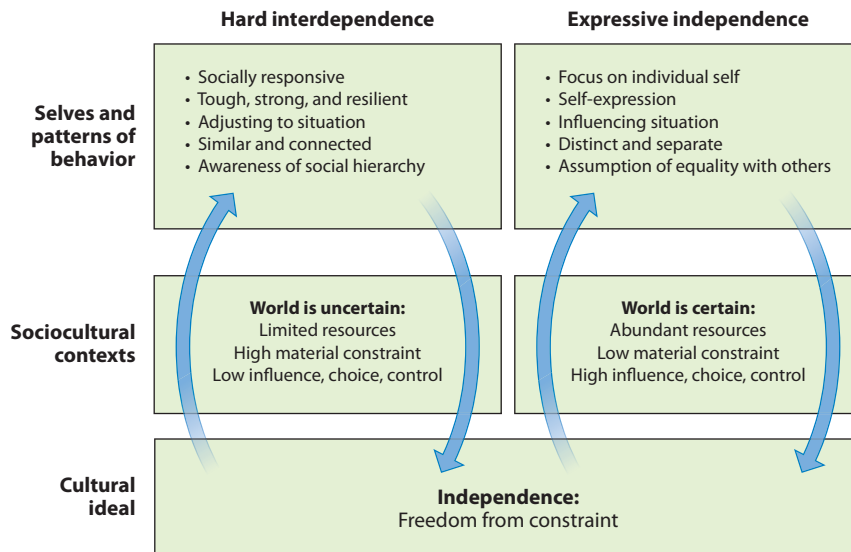 Hard interdependence
Expressive independence
Selves and
patterns of
behavior
• Socially responsive
• Tough, strong, and resilient
• Adjusting to situation
• Similar and connected
• Awareness of social hierarchy
• Focus on individual self
• Self-expression
• Influencing situation
• Distinct and separate
• Assumption of equality with others
Sociocultural
contexts
World is uncertain:
Limited resources
High material constraint
Low influence, choice, control
World is certain:
Abundant resources
Low material constraint
High influence, choice, control
Cultural
ideal
Independence:
Freedom from constraint